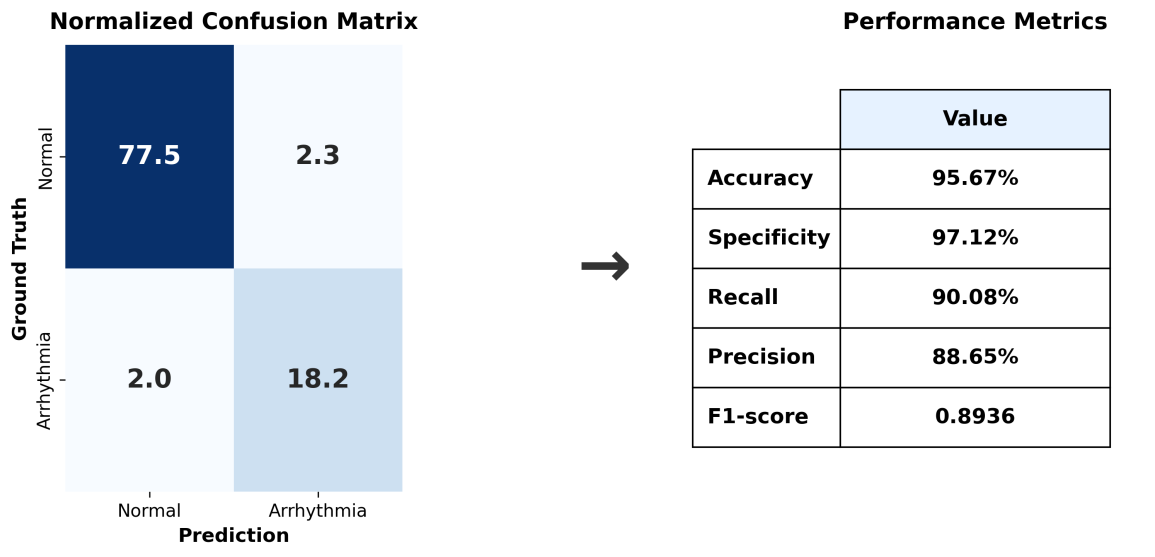 Normalized Confusion Matrix
Ground Truth
Normal
77.5
2.3
Arrhythmia
2.0
18.2
Normal
Arrhythmia
Prediction
→
Performance Metrics
Value
Accuracy 95.67%
Specificity 97.12%
Recall 90.08%
Precision 88.65%
F1-score 0.8936